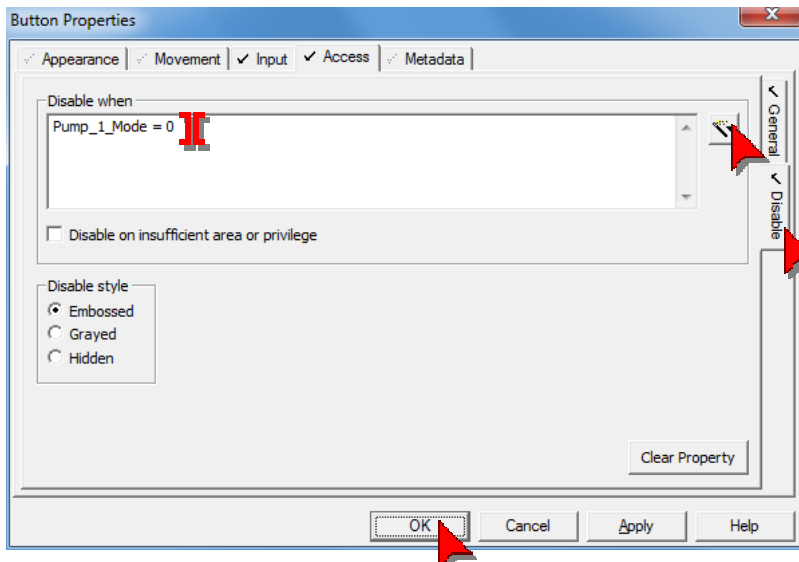 Button Properties
Appearance
Movement
Input
Access
Metadata
Disable when
Pump_1_Mode = 0
Disable on insufficient area or privilege
Disable style
Embossed
Grayed
Hidden
General
Disable
Clear Property
OK
Cancel
Apply
Help